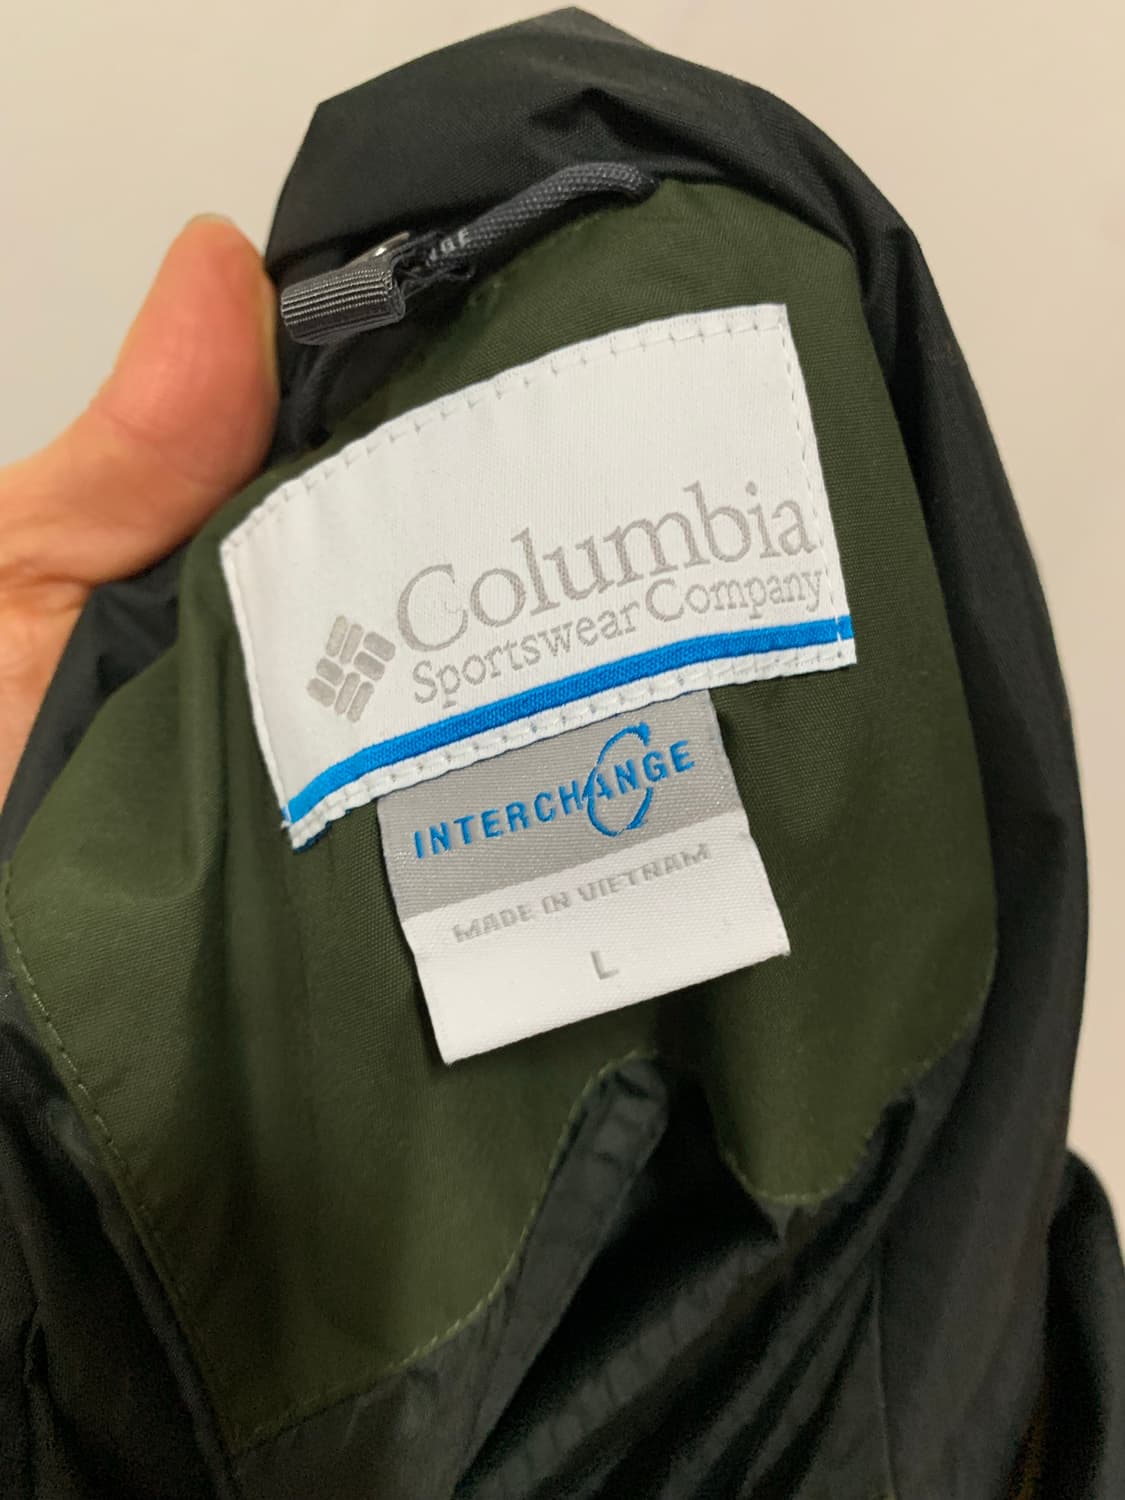 Columbia
Sportswear Company
INTERCHANGE
MADE IN VIETNAM
L